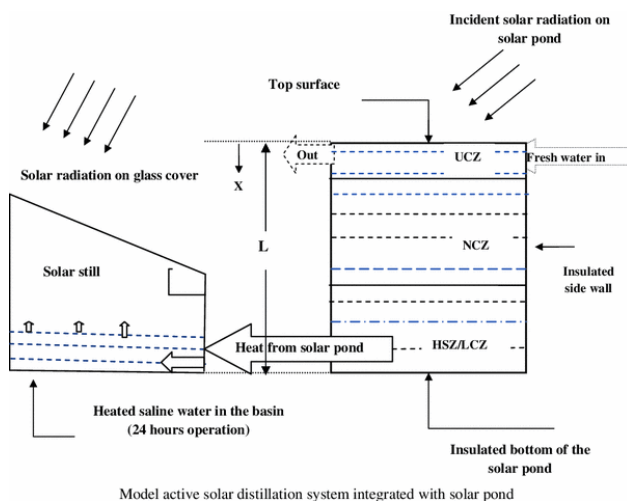 Incident solar radiation on
solar pond
Top surface
Solar radiation on glass cover
Out
UCZ
Fresh water in
X
L
NCZ
Solar still
Insulated
side wall
Heat from solar pond
HSZ/LCZ
Heated saline water in the basin
(24 hours operation)
Insulated bottom of the
solar pond
Model active solar distillation system integrated with solar pond